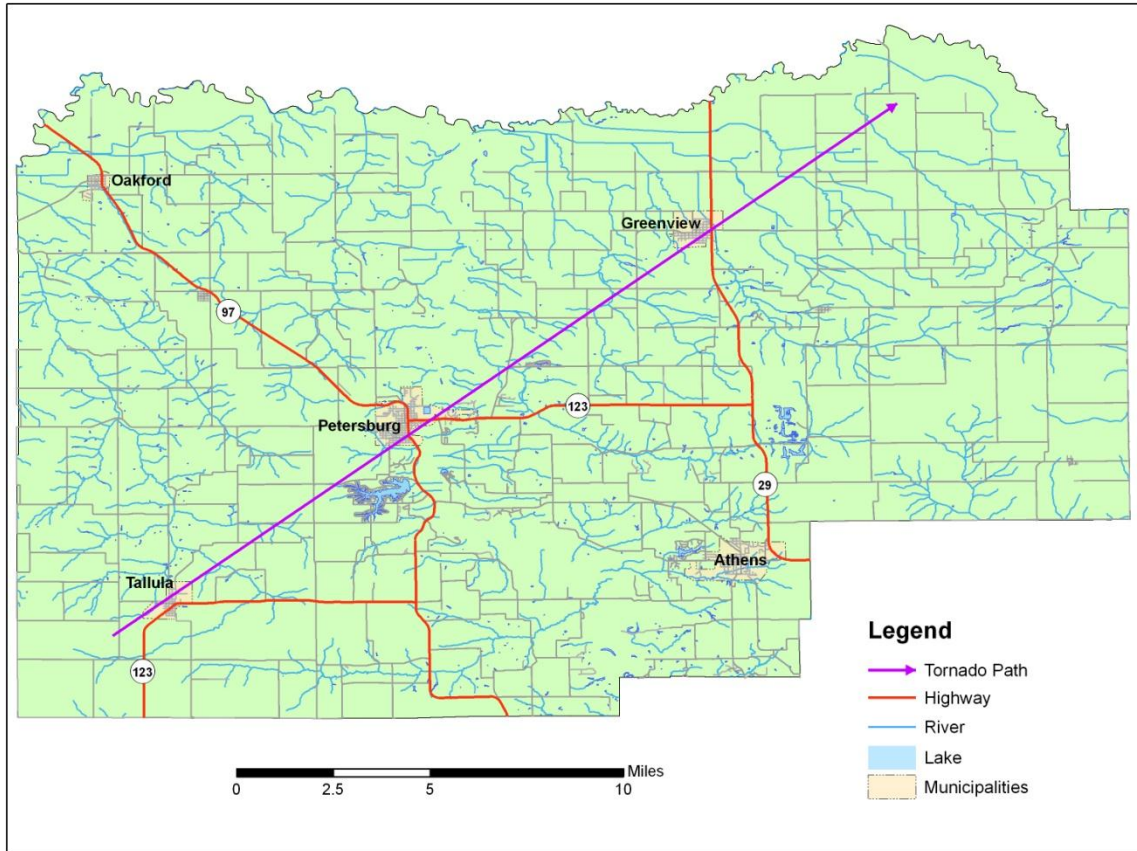 Oakford
Greenview
97
Petersburg
123
29
Athens
Tallula
123
Legend
Tornado Path
Highway
River
Lake
Municipalities
Miles
0 2.5 5 10